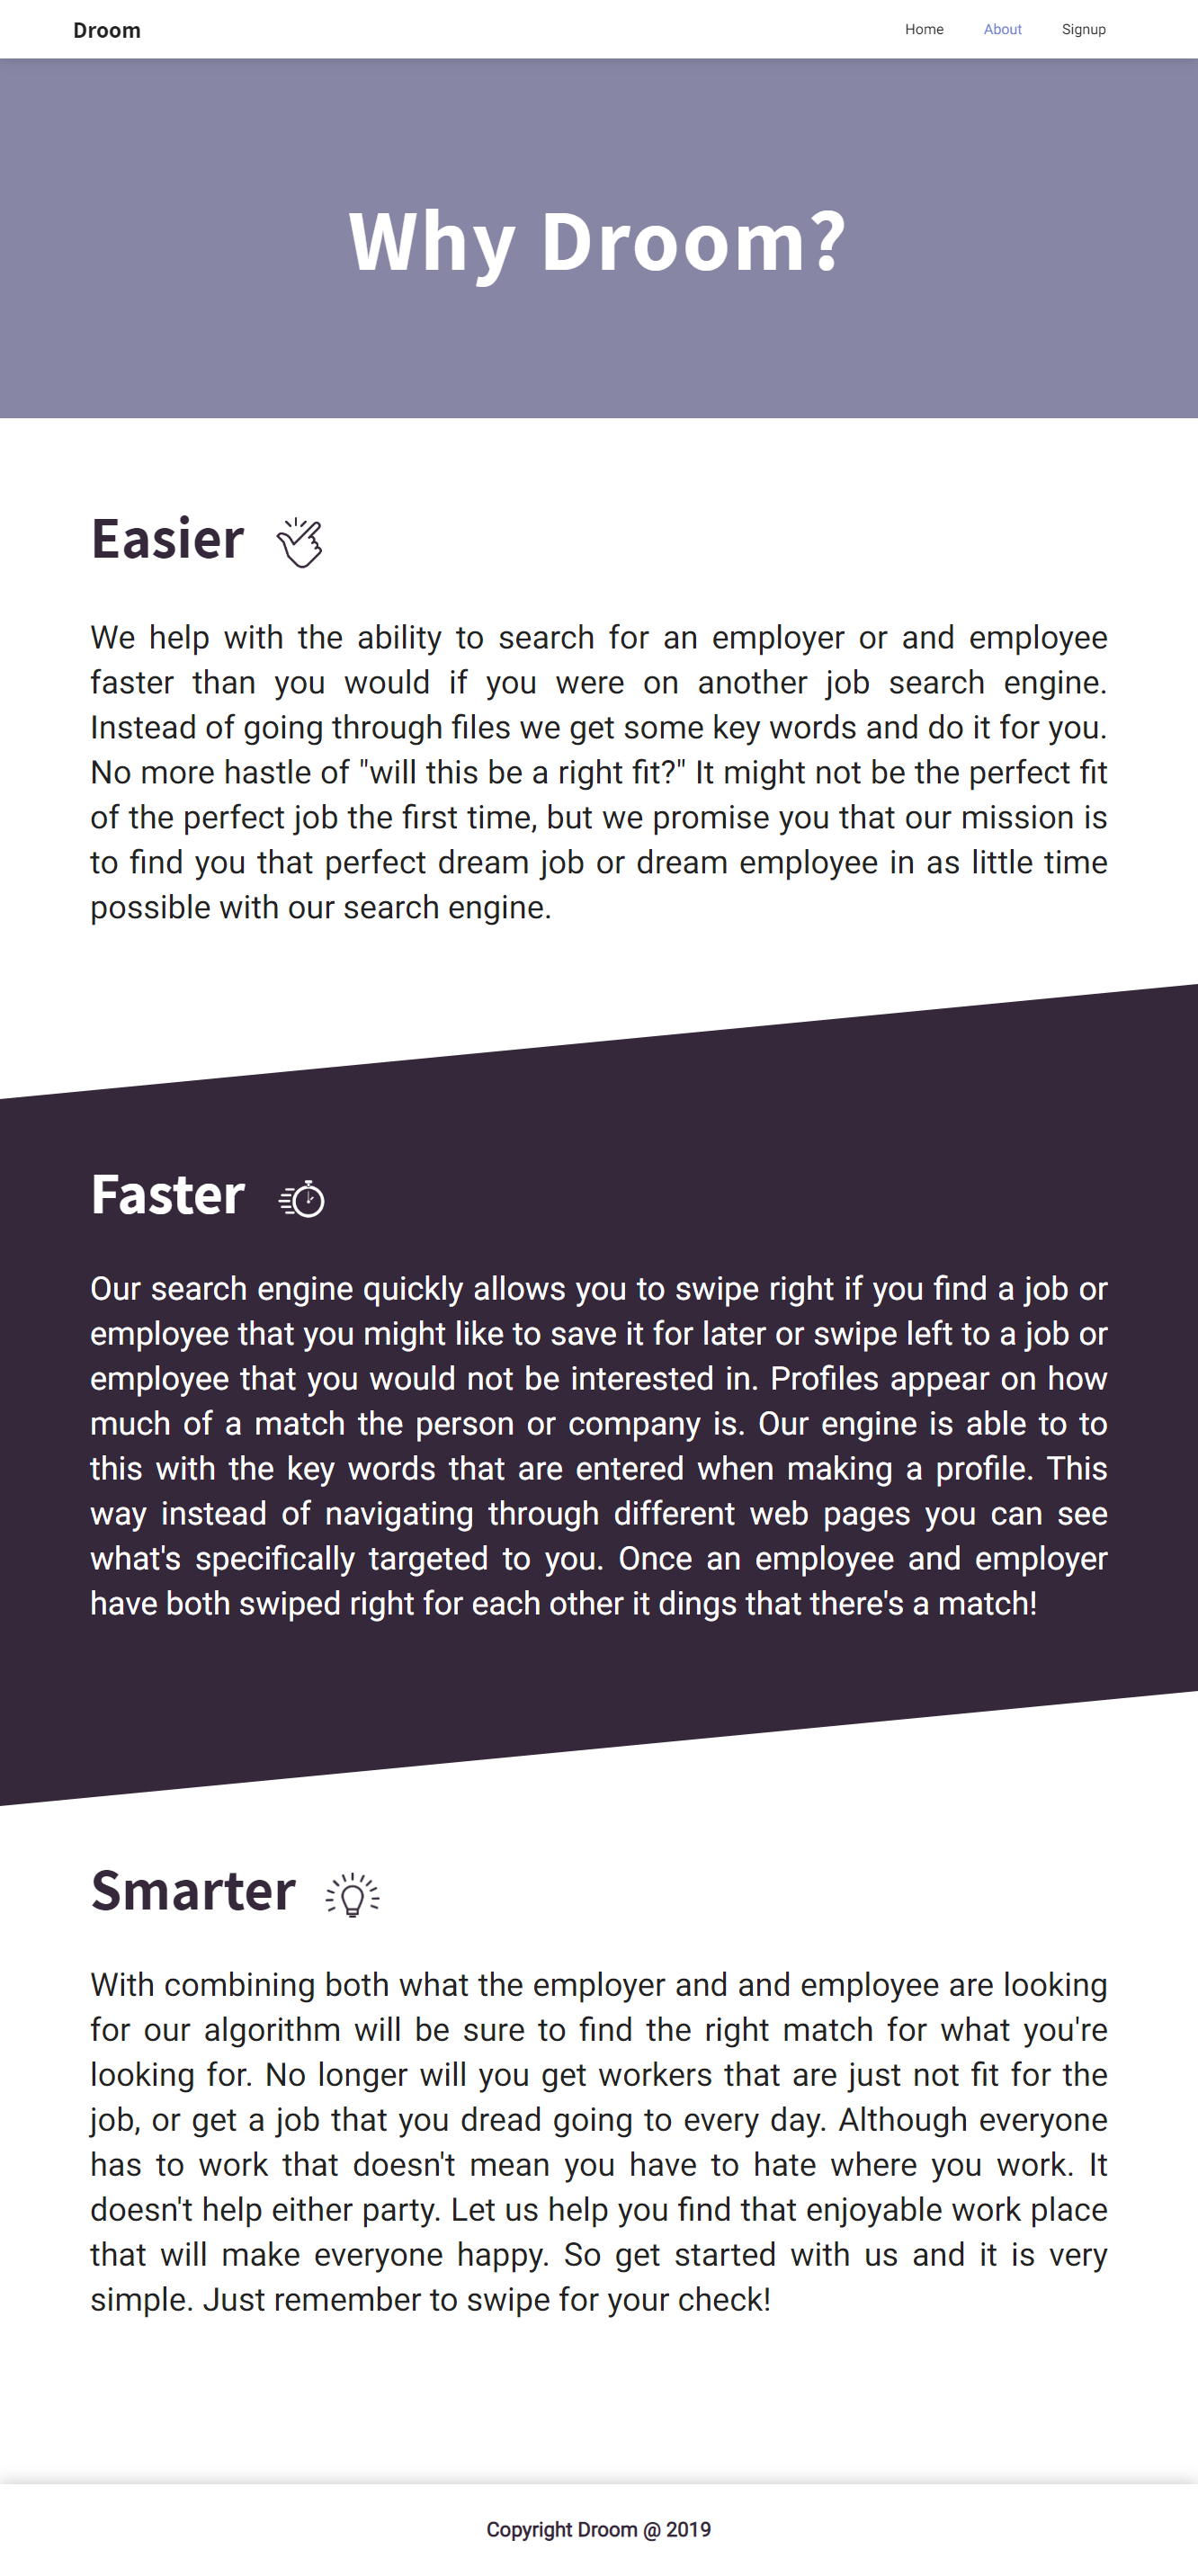 Droom
Home About Signup
Why Droom?
Easier
We help with the ability to search for an employer or and employee
faster than you would if you were on another job search engine.
Instead of going through files we get some key words and do it for you.
No more hastle of "will this be a right fit?" It might not be the perfect fit
of the perfect job the first time, but we promise you that our mission is
to find you that perfect dream job or dream employee in as little time
possible with our search engine.
Faster
Our search engine quickly allows you to swipe right if you find a job or
employee that you might like to save it for later or swipe left to a job or
employee that you would not be interested in. Profiles appear on how
much of a match the person or company is. Our engine is able to to
this with the key words that are entered when making a profile. This
way instead of navigating through different web pages you can see
what's specifically targeted to you. Once an employee and employer
have both swiped right for each other it dings that there's a match!
Smarter
With combining both what the employer and and employee are looking
for our algorithm will be sure to find the right match for what you're
looking for. No longer will you get workers that are just not fit for the
job, or get a job that you dread going to every day. Although everyone
has to work that doesn't mean you have to hate where you work. It
doesn't help either party. Let us help you find that enjoyable work place
that will make everyone happy. So get started with us and it is very
simple. Just remember to swipe for your check!
Copyright Droom @ 2019